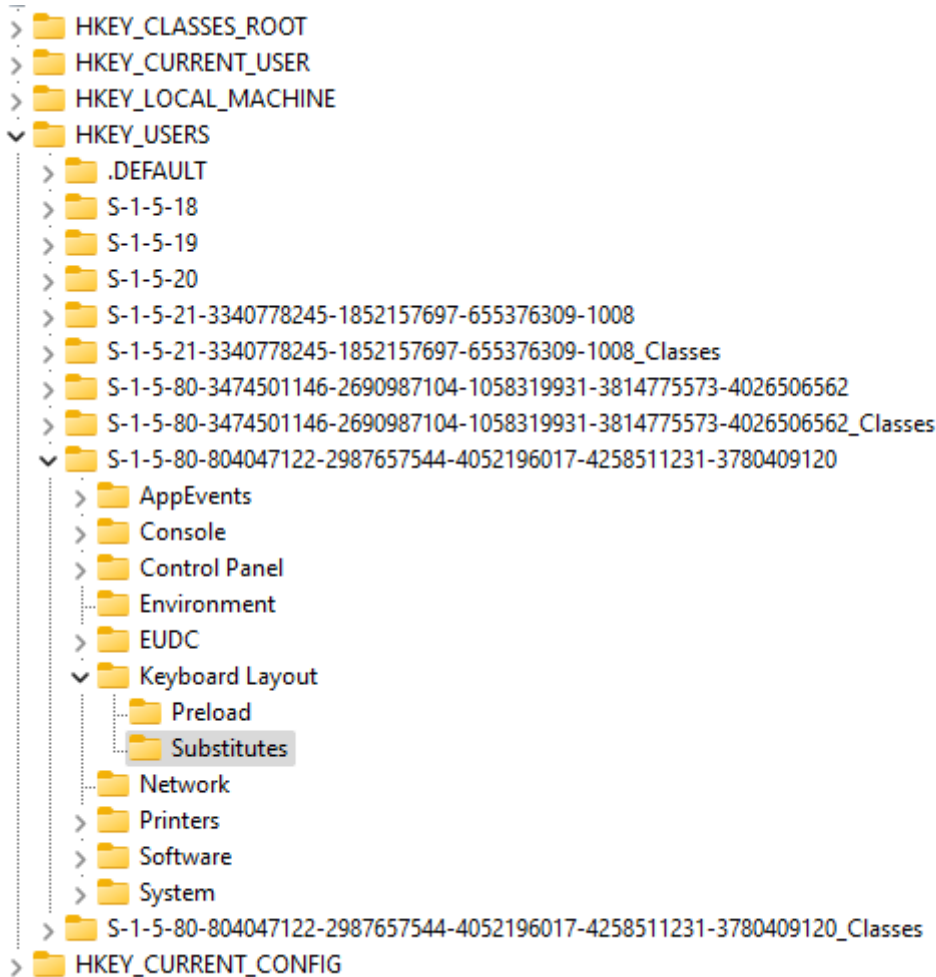 HKEY_CLASSES_ROOT
HKEY_CURRENT_USER
HKEY_LOCAL_MACHINE
HKEY_USERS
.DEFAULT
S-1-5-18
S-1-5-19
S-1-5-20
S-1-5-21-3340778245-1852157697-655376309-1008
S-1-5-21-3340778245-1852157697-655376309-1008_Classes
S-1-5-80-3474501146-2690987104-1058319931-3814775573-4026506562
S-1-5-80-3474501146-2690987104-1058319931-3814775573-4026506562_Classes
S-1-5-80-804047122-2987657544-4052196017-4258511231-3780409120
AppEvents
Console
Control Panel
Environment
EUDC
Keyboard Layout
Preload
Substitutes
Network
Printers
Software
System
S-1-5-80-804047122-2987657544-4052196017-4258511231-3780409120_Classes
HKEY_CURRENT_CONFIG